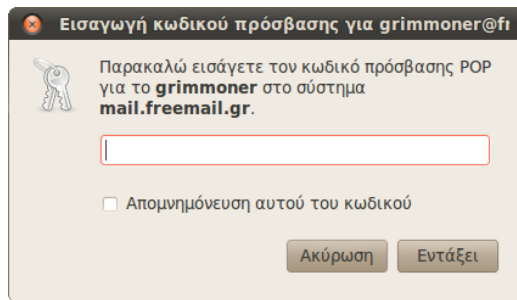 Εισαγωγή κωδικού πρόσβασης για grimmoner@fr
Παρακαλώ εισάγετε τον κωδικό πρόσβασης POP
για το grimmoner στο σύστημα
mail.freemail.gr.
Απομνημόνευση αυτού του κωδικού
Ακύρωση Εντάξει